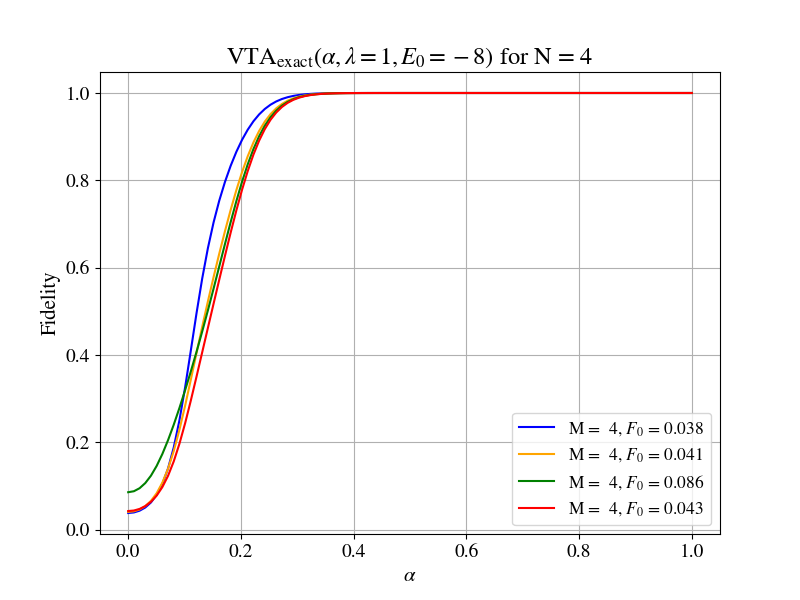 VTA_exact(α, λ = 1, E_0 = −8) for N = 4
Fidelity
1.0
0.8
0.6
0.4
0.2
0.0
M = 4, F_0 = 0.038
M = 4, F_0 = 0.041
M = 4, F_0 = 0.086
M = 4, F_0 = 0.043
0.0 0.2 0.4 0.6 0.8 1.0
α